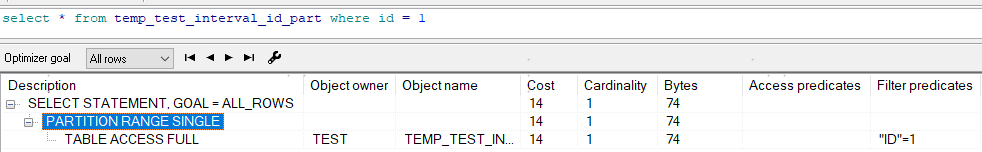 select * from temp_test_interval_id_part where id = 1
Optimizer goal All rows
Description Object owner Object name Cost Cardinality Bytes Access predicates Filter predicates
SELECT STATEMENT, GOAL = ALL_ROWS 14 1 74
PARTITION RANGE SINGLE 14 1 74
TABLE ACCESS FULL TEST TEMP_TEST_IN... 14 1 74 "ID"=1